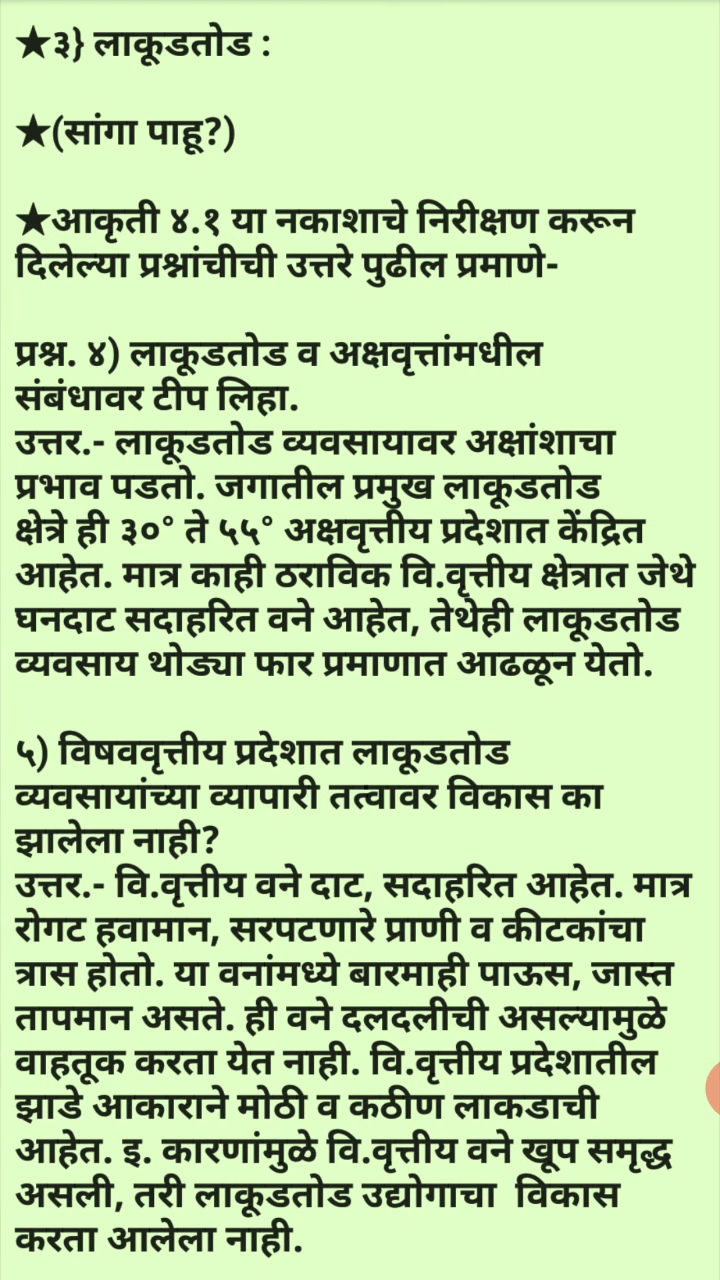 ★३} लाकूडतोड :
★(सांगा पाहू?)
★आकृती ४.१ या नकाशाचे निरीक्षण करून
दिलेल्या प्रश्नांचीची उत्तरे पुढील प्रमाणे-
प्रश्न. ४) लाकूडतोड व अक्षवृत्तांमधील
संबंधावर टीप लिहा.
उत्तर.- लाकूडतोड व्यवसायावर अक्षांशाचा
प्रभाव पडतो. जगातील प्रमुख लाकूडतोड
क्षेत्रे ही ३०° ते ५५° अक्षवृत्तीय प्रदेशात केंद्रित
आहेत. मात्र काही ठराविक वि.वृत्तीय क्षेत्रात जेथे
घनदाट सदाहरित वने आहेत, तेथेही लाकूडतोड
व्यवसाय थोड्या फार प्रमाणात आढळून येतो.
५) विषववृत्तीय प्रदेशात लाकूडतोड
व्यवसायांच्या व्यापारी तत्वावर विकास का
झालेला नाही?
उत्तर.- वि.वृत्तीय वने दाट, सदाहरित आहेत. मात्र
रोगट हवामान, सरपटणारे प्राणी व कीटकांचा
त्रास होतो. या वनांमध्ये बारमाही पाऊस, जास्त
तापमान असते. ही वने दलदलीची असल्यामुळे
वाहतूक करता येत नाही. वि.वृत्तीय प्रदेशातील
झाडे आकाराने मोठी व कठीण लाकडाची
आहेत. इ. कारणांमुळे वि.वृत्तीय वने खूप समृद्ध
असली, तरी लाकूडतोड उद्योगाचा  विकास
करता आलेला नाही.